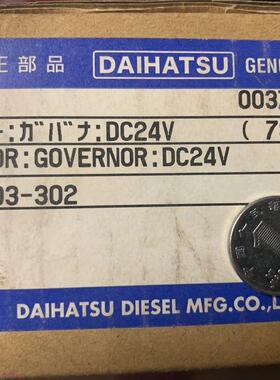 正部品 DAIHATSU GENU
003
ー:ガバナ:DC24V (7
OR:GOVERNOR:DC24V
03-302
DAIHATSU DIESEL MFG.CO.,L